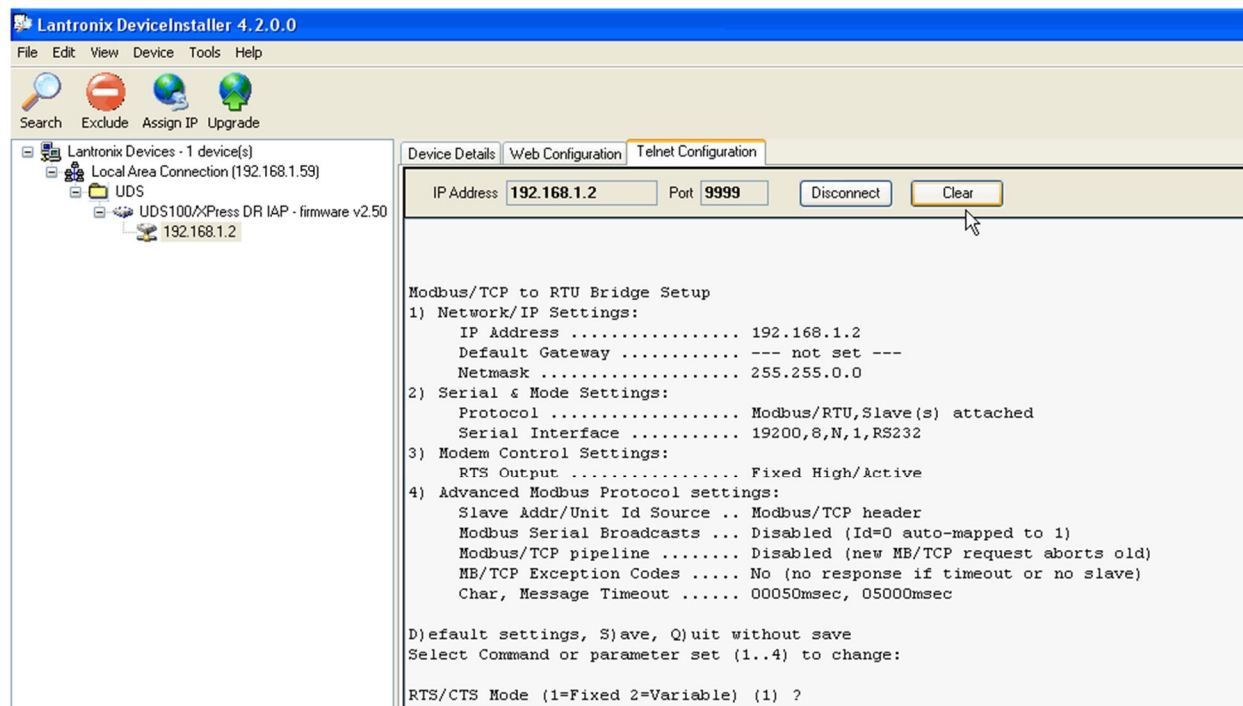 Lantronix DeviceInstaller 4.2.0.0
File Edit View Device Tools Help
Search Exclude Assign IP Upgrade
Lantronix Devices - 1 device(s)
Local Area Connection (192.168.1.59)
UDS
UDS100/XPress DR IAP - firmware v2.50
192.168.1.2
Device Details Web Configuration Telnet Configuration
IP Address 192.168.1.2 Port 9999 Disconnect Clear
Modbus/TCP to RTU Bridge Setup
1) Network/IP Settings:
IP Address ................. 192.168.1.2
Default Gateway ............ --- not set ---
Netmask .................... 255.255.0.0
2) Serial & Mode Settings:
Protocol ................... Modbus/RTU,Slave(s) attached
Serial Interface ........... 19200,8,N,1,RS232
3) Modem Control Settings:
RTS Output ................. Fixed High/Active
4) Advanced Modbus Protocol settings:
Slave Addr/Unit Id Source .. Modbus/TCP header
Modbus Serial Broadcasts ... Disabled (Id=0 auto-mapped to 1)
Modbus/TCP pipeline ........ Disabled (new MB/TCP request aborts old)
MB/TCP Exception Codes ..... No (no response if timeout or no slave)
Char, Message Timeout ...... 00050msec, 05000msec
D)efault settings, S)ave, Q)uit without save
Select Command or parameter set (1..4) to change:
RTS/CTS Mode (1=Fixed 2=Variable) (1) ?